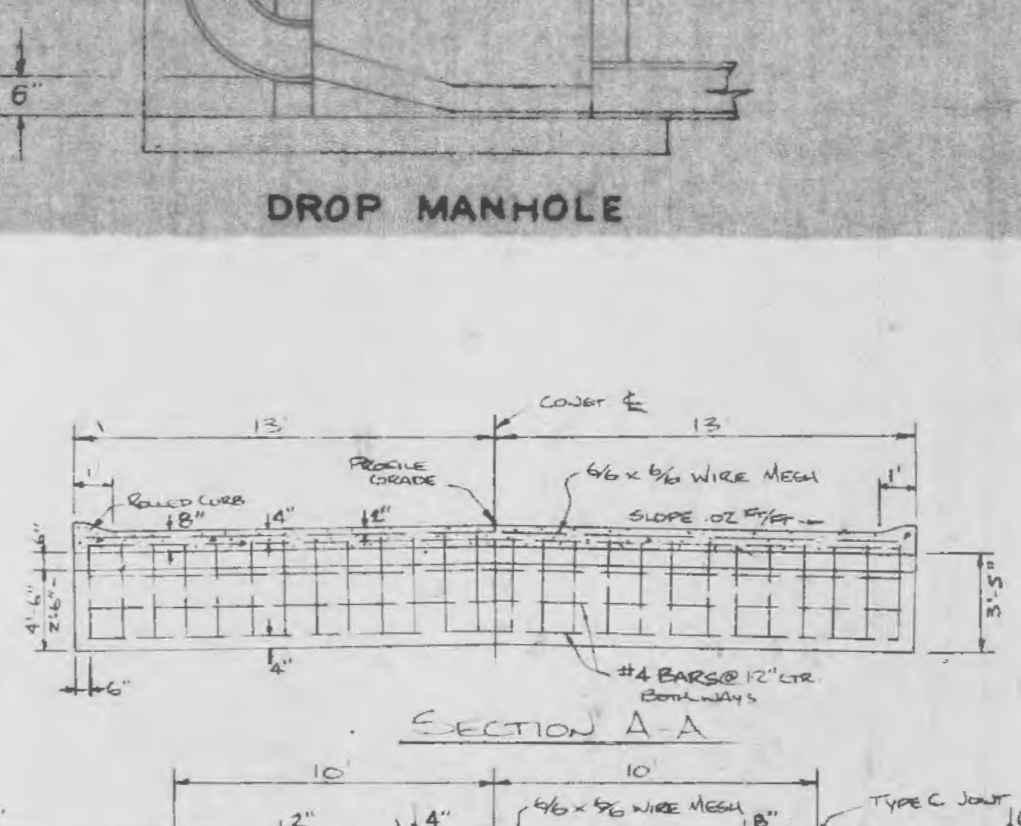 6"
DROP MANHOLE
CONST ℄
13'
13'
1'
PROFILE
GRADE
6/6 x 6/6 WIRE MESH
1'
ROLLED CURB
8"
4"
SLOPE .02 FT/FT
6"
4'-6"
2'-6"
3'-5"
4"
6"
#4 BARS @ 12" CTR.
BOTH WAYS
SECTION A-A
10'
10'
2"
4"
6/6 x 6/6 WIRE MESH
8"
TYPE C JOINT